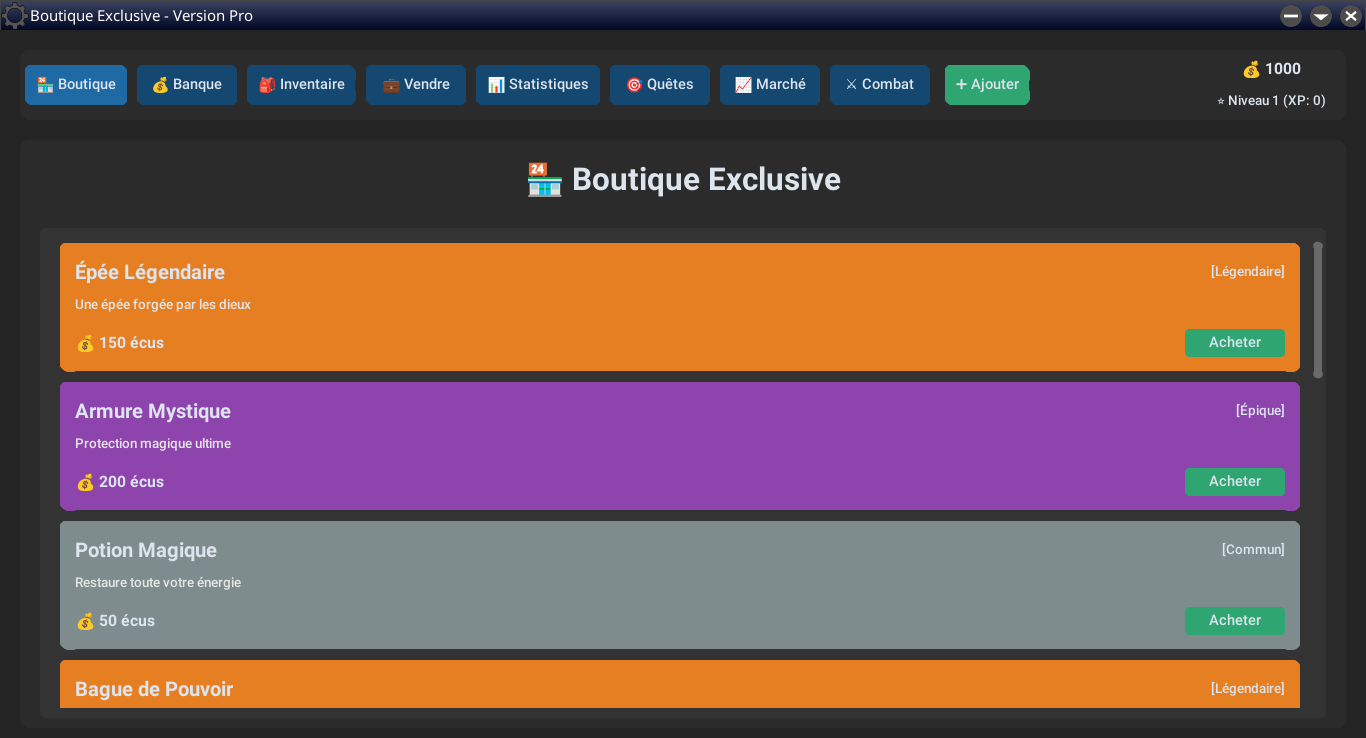 Boutique Exclusive - Version Pro
🏪 Boutique
💰 Banque
🎒 Inventaire
💼 Vendre
📊 Statistiques
🎯 Quêtes
📈 Marché
⚔ Combat
+ Ajouter
💰 1000
⭐ Niveau 1 (XP: 0)
🏪 Boutique Exclusive
Épée Légendaire
[Légendaire]
Une épée forgée par les dieux
💰 150 écus
Acheter
Armure Mystique
[Épique]
Protection magique ultime
💰 200 écus
Acheter
Potion Magique
[Commun]
Restaure toute votre énergie
💰 50 écus
Acheter
Bague de Pouvoir
[Légendaire]